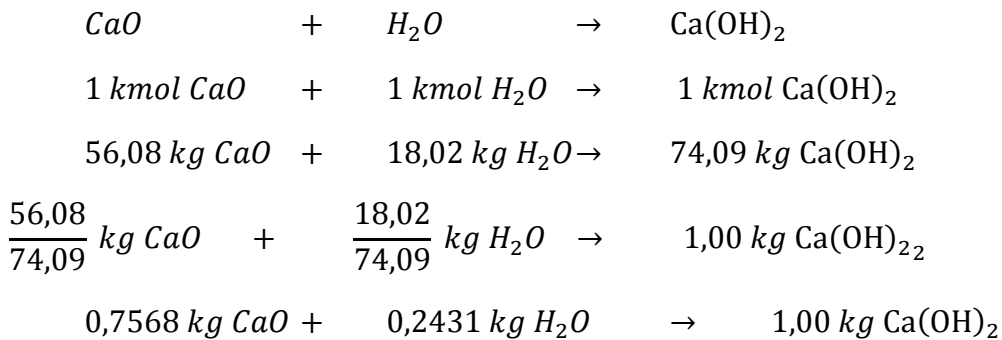 CaO + H₂O → Ca(OH)₂
1 kmol CaO + 1 kmol H₂O → 1 kmol Ca(OH)₂
56,08 kg CaO + 18,02 kg H₂O → 74,09 kg Ca(OH)₂
56,08/74,09 kg CaO + 18,02/74,09 kg H₂O → 1,00 kg Ca(OH)₂₂
0,7568 kg CaO + 0,2431 kg H₂O → 1,00 kg Ca(OH)₂